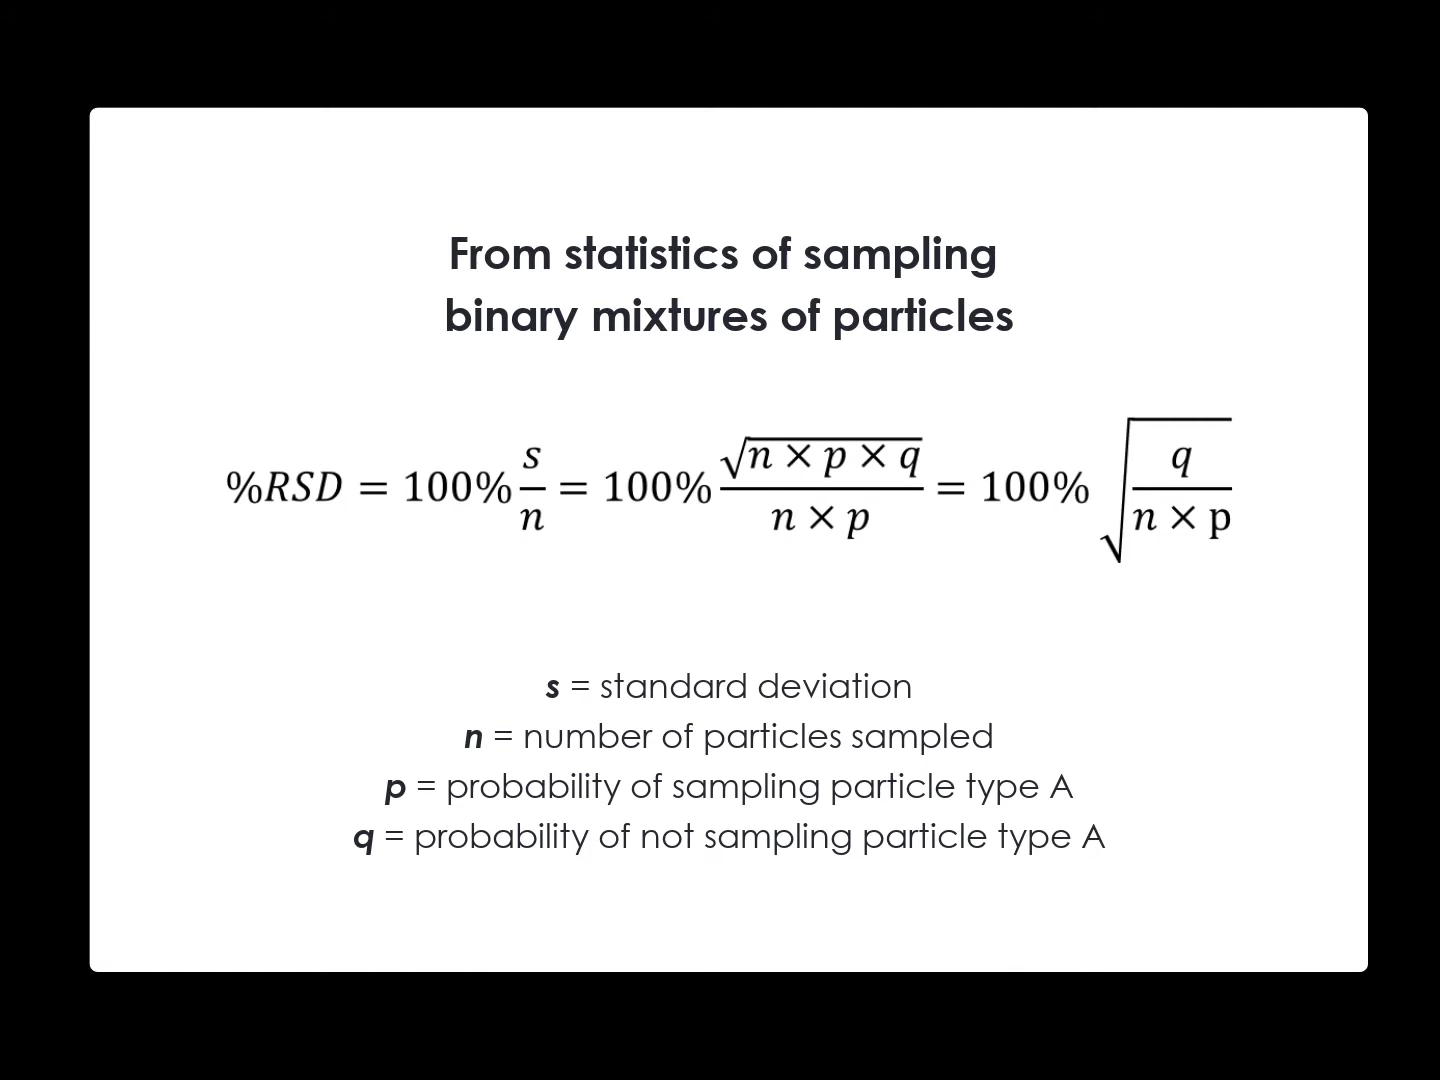 From statistics of sampling
binary mixtures of particles
%RSD = 100% s/n = 100% √(n × p × q)/(n × p) = 100% √(q/(n × p))
s = standard deviation
n = number of particles sampled
p = probability of sampling particle type A
q = probability of not sampling particle type A